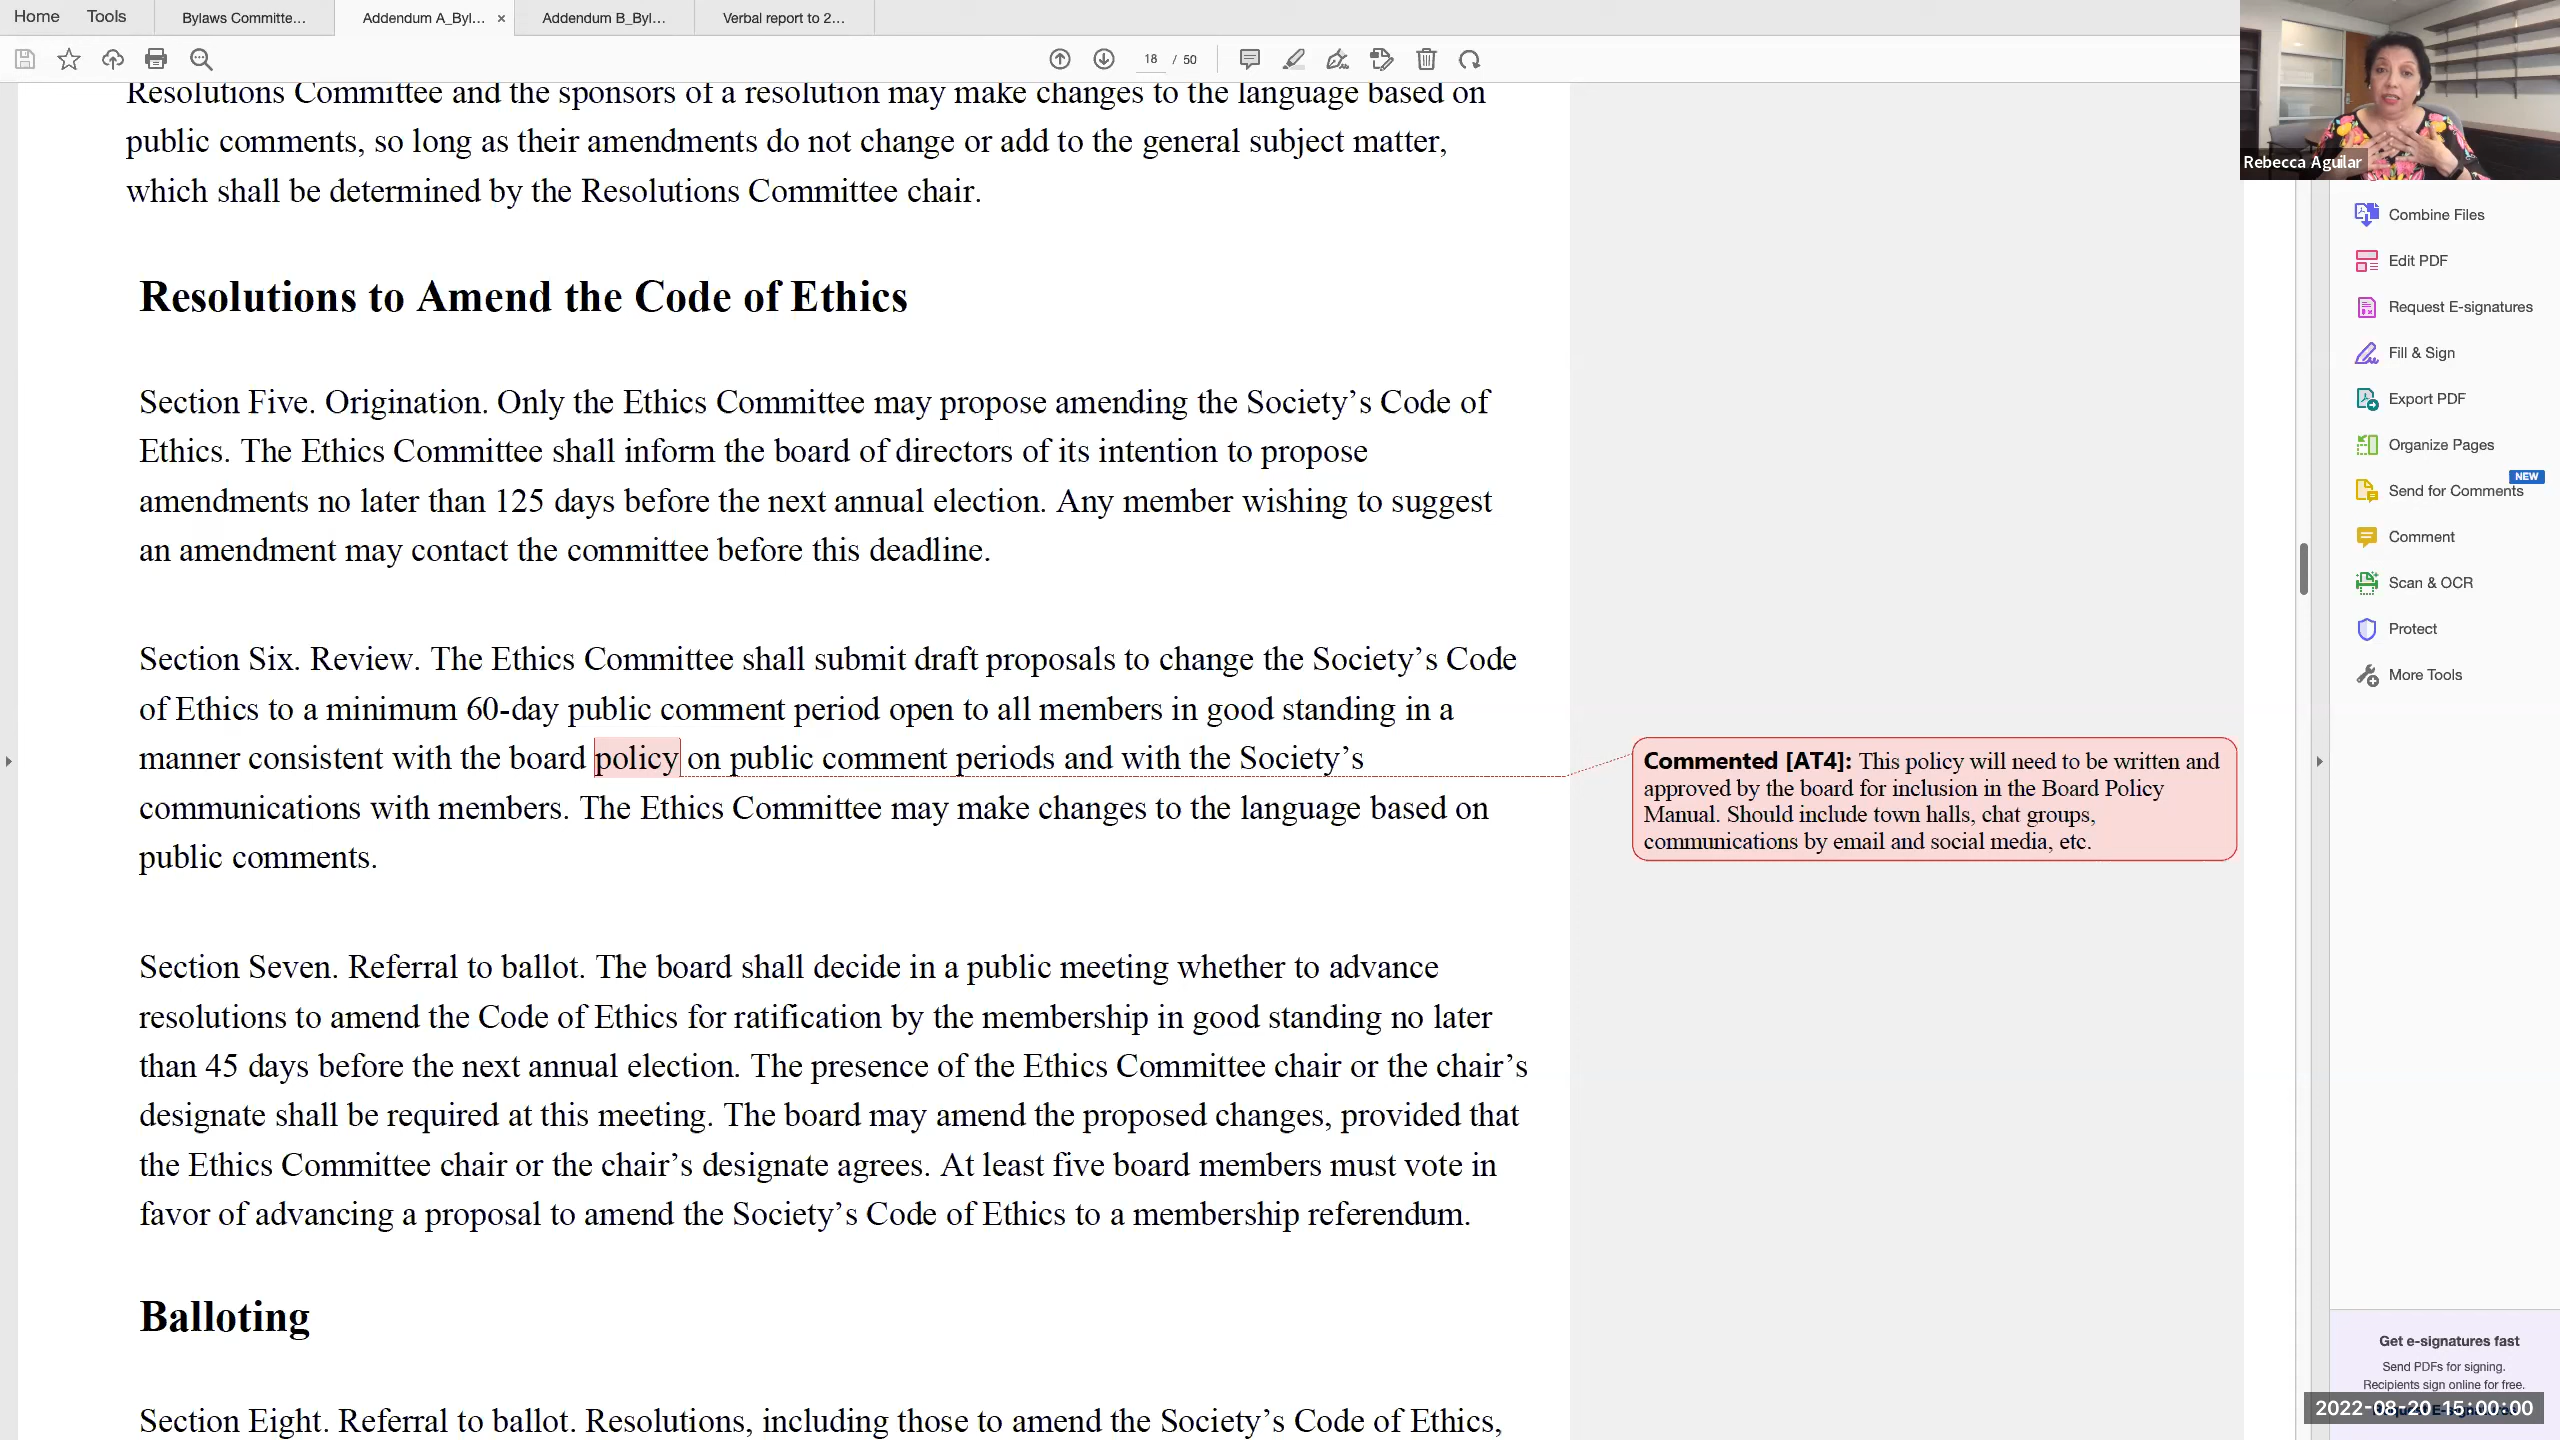 Home Tools Bylaws Committe... Addendum A_Byl... × Addendum B_Byl... Verbal report to 2...
18 / 50
Resolutions Committee and the sponsors of a resolution may make changes to the language based on
public comments, so long as their amendments do not change or add to the general subject matter,
which shall be determined by the Resolutions Committee chair.
Resolutions to Amend the Code of Ethics
Section Five. Origination. Only the Ethics Committee may propose amending the Society’s Code of
Ethics. The Ethics Committee shall inform the board of directors of its intention to propose
amendments no later than 125 days before the next annual election. Any member wishing to suggest
an amendment may contact the committee before this deadline.
Section Six. Review. The Ethics Committee shall submit draft proposals to change the Society’s Code
of Ethics to a minimum 60-day public comment period open to all members in good standing in a
manner consistent with the board policy on public comment periods and with the Society’s
communications with members. The Ethics Committee may make changes to the language based on
public comments.
Section Seven. Referral to ballot. The board shall decide in a public meeting whether to advance
resolutions to amend the Code of Ethics for ratification by the membership in good standing no later
than 45 days before the next annual election. The presence of the Ethics Committee chair or the chair’s
designate shall be required at this meeting. The board may amend the proposed changes, provided that
the Ethics Committee chair or the chair’s designate agrees. At least five board members must vote in
favor of advancing a proposal to amend the Society’s Code of Ethics to a membership referendum.
Balloting
Section Eight. Referral to ballot. Resolutions, including those to amend the Society’s Code of Ethics,
Commented [AT4]: This policy will need to be written and
approved by the board for inclusion in the Board Policy
Manual. Should include town halls, chat groups,
communications by email and social media, etc.
Rebecca Aguilar
Combine Files
Edit PDF
Request E-signatures
Fill & Sign
Export PDF
Organize Pages
NEW
Send for Comments
Comment
Scan & OCR
Protect
More Tools
Get e-signatures fast
Send PDFs for signing.
Recipients sign online for free.
2022-08-20 15:00:00